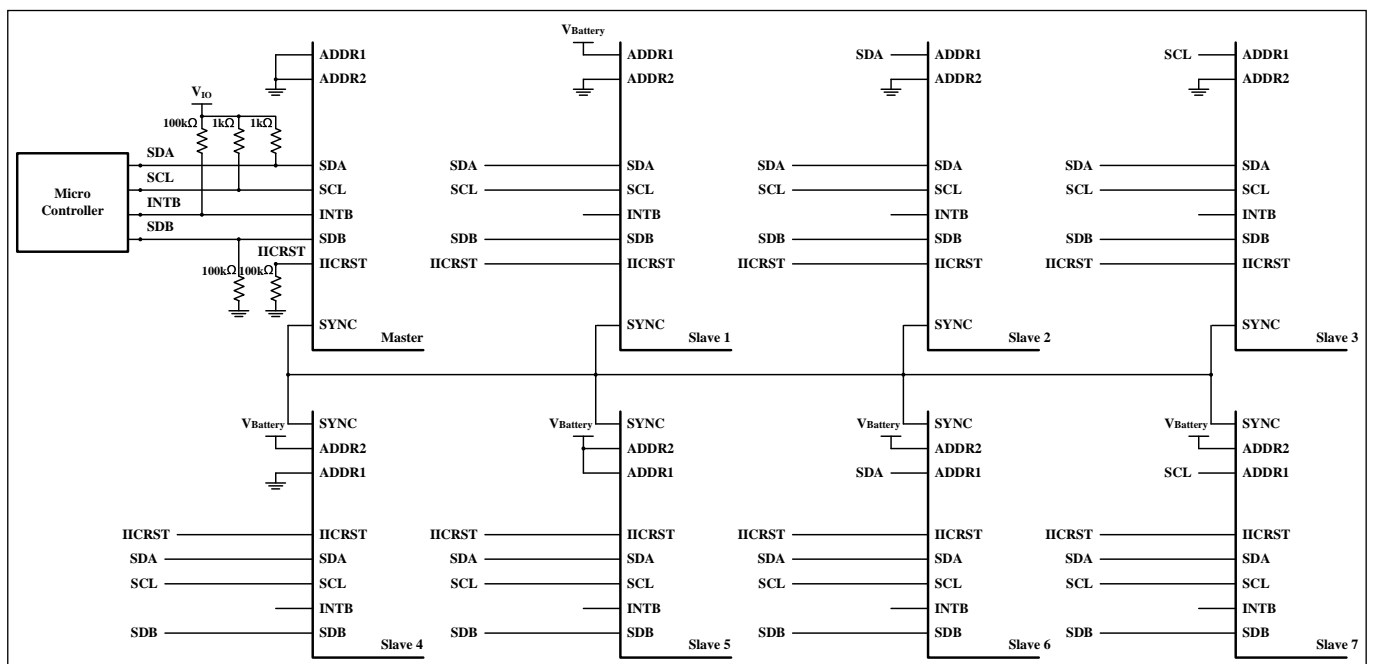 VBattery
ADDR1 ADDR1 SDA ADDR1 SCL ADDR1
ADDR2 ADDR2 ADDR2 ADDR2
VIO
100kΩ 1kΩ 1kΩ
SDA
SDA SDA SDA SDA SDA SDA SDA
SCL
Micro Controller
SCL SCL SCL SCL SCL SCL SCL
INTB
INTB INTB INTB INTB
SDB
SDB SDB SDB SDB SDB SDB SDB
IICRST
IICRST IICRST IICRST IICRST IICRST IICRST IICRST
100kΩ 100kΩ
SYNC SYNC SYNC SYNC
Master Slave 1 Slave 2 Slave 3
VBattery SYNC VBattery SYNC VBattery SYNC VBattery SYNC
ADDR2 ADDR2 ADDR2 ADDR2
ADDR1 ADDR1 SDA ADDR1 SCL ADDR1
IICRST IICRST IICRST IICRST IICRST IICRST IICRST IICRST
SDA SDA SDA SDA SDA SDA SDA SDA
SCL SCL SCL SCL SCL SCL SCL SCL
INTB INTB INTB INTB
SDB SDB SDB SDB SDB SDB SDB SDB
Slave 4 Slave 5 Slave 6 Slave 7